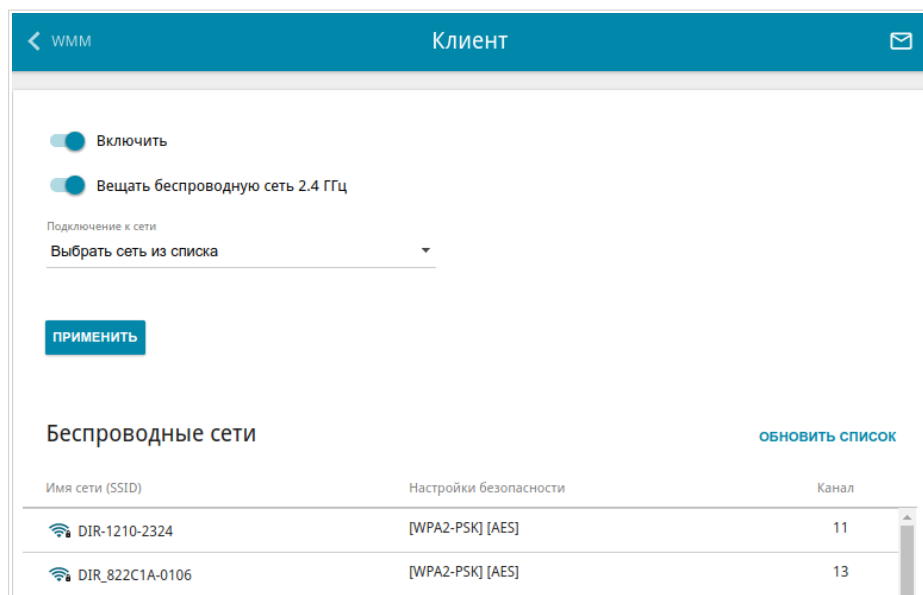 WMM Клиент
Включить
Вещать беспроводную сеть 2.4 ГГц
Подключение к сети
Выбрать сеть из списка
ПРИМЕНИТЬ
Беспроводные сети ОБНОВИТЬ СПИСОК
Имя сети (SSID) Настройки безопасности Канал
DIR-1210-2324 [WPA2-PSK] [AES] 11
DIR_822C1A-0106 [WPA2-PSK] [AES] 13